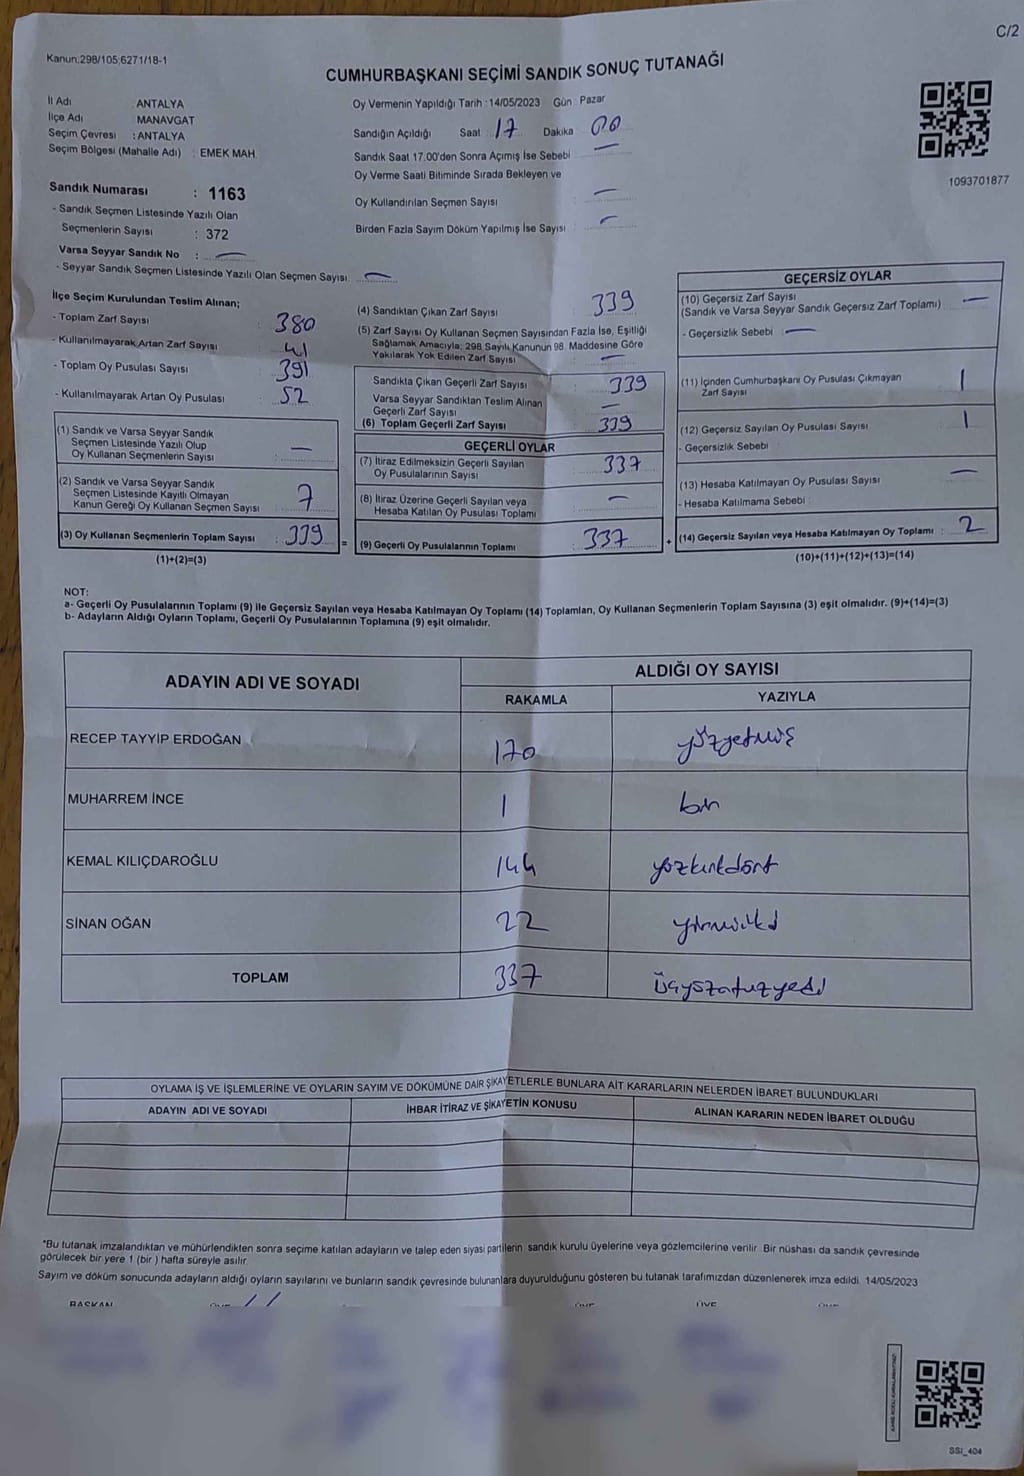 C/2
Kanun:298/105,6271/18-1
CUMHURBAŞKANI SEÇİMİ SANDIK SONUÇ TUTANAĞI
İl Adı : ANTALYA
İlçe Adı : MANAVGAT
Seçim Çevresi : ANTALYA
Seçim Bölgesi (Mahalle Adı) : EMEK MAH.
Sandık Numarası : 1163
- Sandık Seçmen Listesinde Yazılı Olan
Seçmenlerin Sayısı : 372
Varsa Seyyar Sandık No : —
- Seyyar Sandık Seçmen Listesinde Yazılı Olan Seçmen Sayısı: —
Oy Vermenin Yapıldığı Tarih :14/05/2023 Gün : Pazar
Sandığın Açıldığı Saat : 17 Dakika : 00
Sandık Saat 17.00'den Sonra Açımış İse Sebebi : —
Oy Verme Saati Bitiminde Sırada Bekleyen ve
Oy Kullandırılan Seçmen Sayısı : —
Birden Fazla Sayım Döküm Yapılmış İse Sayısı : —
1093701877
İlçe Seçim Kurulundan Teslim Alınan;
- Toplam Zarf Sayısı : 380
- Kullanılmayarak Artan Zarf Sayısı : 41
- Toplam Oy Pusulası Sayısı : 391
- Kullanılmayarak Artan Oy Pusulası : 52
(1) Sandık ve Varsa Seyyar Sandık
Seçmen Listesinde Yazılı Olup
Oy Kullanan Seçmenlerin Sayısı : —
(2) Sandık ve Varsa Seyyar Sandık
Seçmen Listesinde Kayıtlı Olmayan
Kanun Gereği Oy Kullanan Seçmen Sayısı : 7
(3) Oy Kullanan Seçmenlerin Toplam Sayısı : 339 =
(1)+(2)=(3)
(4) Sandıktan Çıkan Zarf Sayısı : 339
(5) Zarf Sayısı Oy Kullanan Seçmen Sayısından Fazla İse, Eşitliği
Sağlamak Amacıyla; 298 Sayılı Kanunun 98. Maddesine Göre
Yakılarak Yok Edilen Zarf Sayısı : —
Sandıkta Çıkan Geçerli Zarf Sayısı : 339
Varsa Seyyar Sandıktan Teslim Alınan
Geçerli Zarf Sayısı : —
(6) Toplam Geçerli Zarf Sayısı : 339
GEÇERLİ OYLAR
(7) İtiraz Edilmeksizin Geçerli Sayılan
Oy Pusulalarının Sayısı : 337
(8) İtiraz Üzerine Geçerli Sayılan veya
Hesaba Katılan Oy Pusulası Toplamı : —
(9) Geçerli Oy Pusulalarının Toplamı : 337 +
GEÇERSİZ OYLAR
(10) Geçersiz Zarf Sayısı
(Sandık ve Varsa Seyyar Sandık Geçersiz Zarf Toplamı) : —
- Geçersizlik Sebebi : —
(11) İçinden Cumhurbaşkanı Oy Pusulası Çıkmayan
Zarf Sayısı : 1
(12) Geçersiz Sayılan Oy Pusulası Sayısı : 1
- Geçersizlik Sebebi :
(13) Hesaba Katılmayan Oy Pusulası Sayısı : —
- Hesaba Katılmama Sebebi :
(14) Geçersiz Sayılan veya Hesaba Katılmayan Oy Toplamı : 2
(10)+(11)+(12)+(13)=(14)
NOT:
a- Geçerli Oy Pusulalarının Toplamı (9) ile Geçersiz Sayılan veya Hesaba Katılmayan Oy Toplamı (14) Toplamları, Oy Kullanan Seçmenlerin Toplam Sayısına (3) eşit olmalıdır. (9)+(14)=(3)
b- Adayların Aldığı Oyların Toplamı, Geçerli Oy Pusulalarının Toplamına (9) eşit olmalıdır.
ADAYIN ADI VE SOYADI ALDIĞI OY SAYISI
RAKAMLA YAZIYLA
RECEP TAYYİP ERDOĞAN 170 yüzyetmiş
MUHARREM İNCE 1 bir
KEMAL KILIÇDAROĞLU 144 yüzkırkdört
SİNAN OĞAN 22 yirmiiki
TOPLAM 337 üçyüzotuzyedi
OYLAMA İŞ VE İŞLEMLERİNE VE OYLARIN SAYIM VE DÖKÜMÜNE DAİR ŞİKAYETLERLE BUNLARA AİT KARARLARIN NELERDEN İBARET BULUNDUKLARI
ADAYIN ADI VE SOYADI İHBAR İTİRAZ VE ŞİKAYETİN KONUSU ALINAN KARARIN NEDEN İBARET OLDUĞU
*Bu tutanak imzalandıktan ve mühürlendikten sonra seçime katılan adayların ve talep eden siyasi partilerin sandık kurulu üyelerine veya gözlemcilerine verilir. Bir nüshası da sandık çevresinde
görülecek bir yere 1 (bir ) hafta süreyle asılır.
Sayım ve döküm sonucunda adayların aldığı oyların sayılarını ve bunların sandık çevresinde bulunanlara duyurulduğunu gösteren bu tutanak tarafımızdan düzenlenerek imza edildi. 14/05/2023
BAŞKAN ÜYE ÜYE ÜYE ÜYE
SSI_404